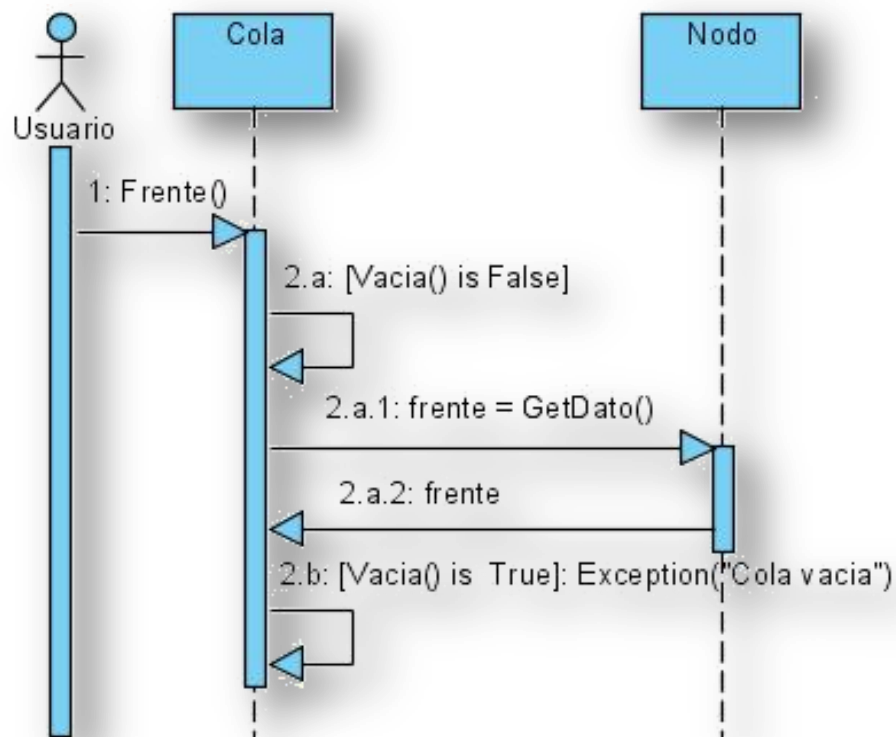 Cola
Nodo
Usuario
1: Frente()
2.a: [Vacia() is False]
2.a.1: frente = GetDato()
2.a.2: frente
2.b: [Vacia() is True]: Exception("Cola vacia")